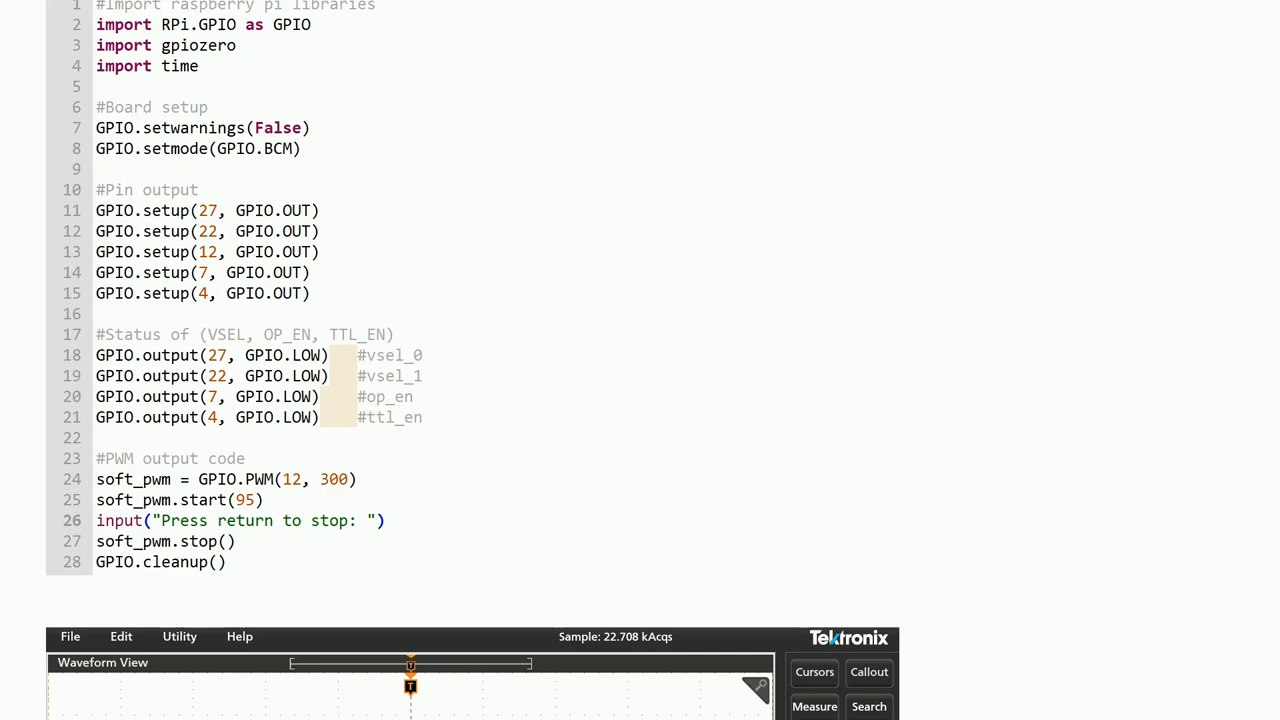 1 #Import raspberry pi libraries
2 import RPi.GPIO as GPIO
3 import gpiozero
4 import time
5
6 #Board setup
7 GPIO.setwarnings(False)
8 GPIO.setmode(GPIO.BCM)
9
10 #Pin output
11 GPIO.setup(27, GPIO.OUT)
12 GPIO.setup(22, GPIO.OUT)
13 GPIO.setup(12, GPIO.OUT)
14 GPIO.setup(7, GPIO.OUT)
15 GPIO.setup(4, GPIO.OUT)
16
17 #Status of (VSEL, OP_EN, TTL_EN)
18 GPIO.output(27, GPIO.LOW)   #vsel_0
19 GPIO.output(22, GPIO.LOW)   #vsel_1
20 GPIO.output(7, GPIO.LOW)    #op_en
21 GPIO.output(4, GPIO.LOW)    #ttl_en
22
23 #PWM output code
24 soft_pwm = GPIO.PWM(12, 300)
25 soft_pwm.start(95)
26 input("Press return to stop: ")
27 soft_pwm.stop()
28 GPIO.cleanup()
File Edit Utility Help Sample: 22.708 kAcqs Tektronix
Waveform View T
T
Cursors Callout
Measure Search